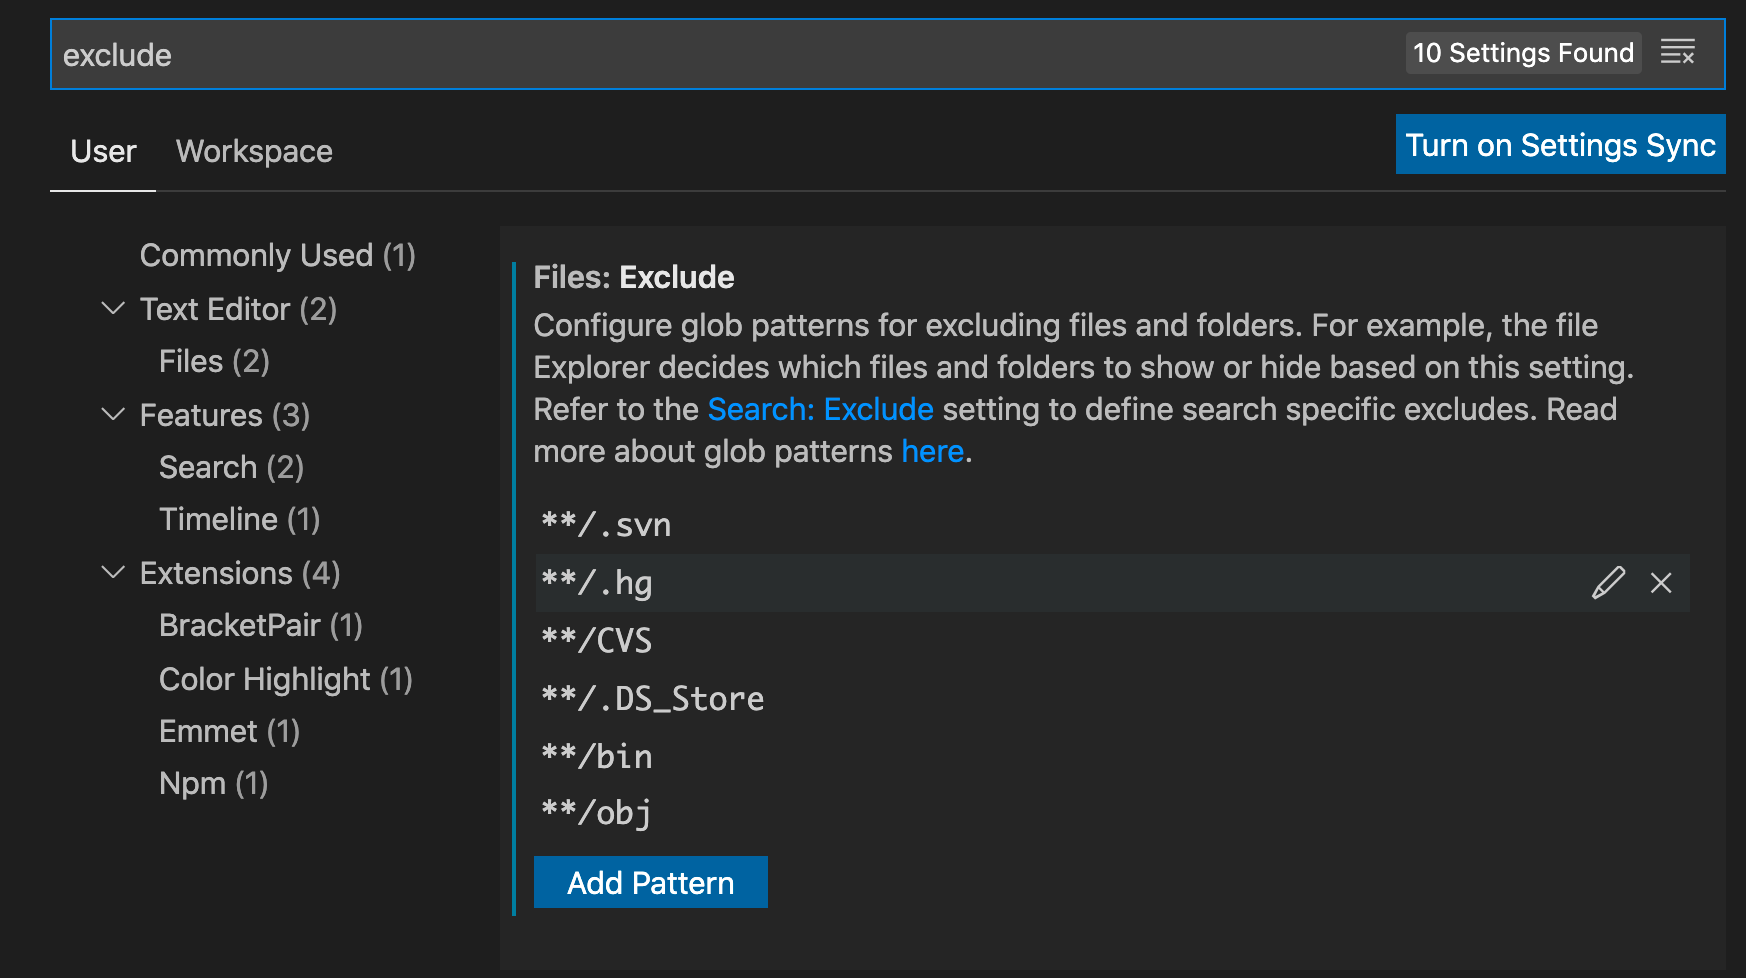 exclude
10 Settings Found
User Workspace
Turn on Settings Sync
Commonly Used (1)
Text Editor (2)
Files (2)
Features (3)
Search (2)
Timeline (1)
Extensions (4)
BracketPair (1)
Color Highlight (1)
Emmet (1)
Npm (1)
Files: Exclude
Configure glob patterns for excluding files and folders. For example, the file
Explorer decides which files and folders to show or hide based on this setting.
Refer to the Search: Exclude setting to define search specific excludes. Read
more about glob patterns here.
**/.svn
**/.hg
**/CVS
**/.DS_Store
**/bin
**/obj
Add Pattern